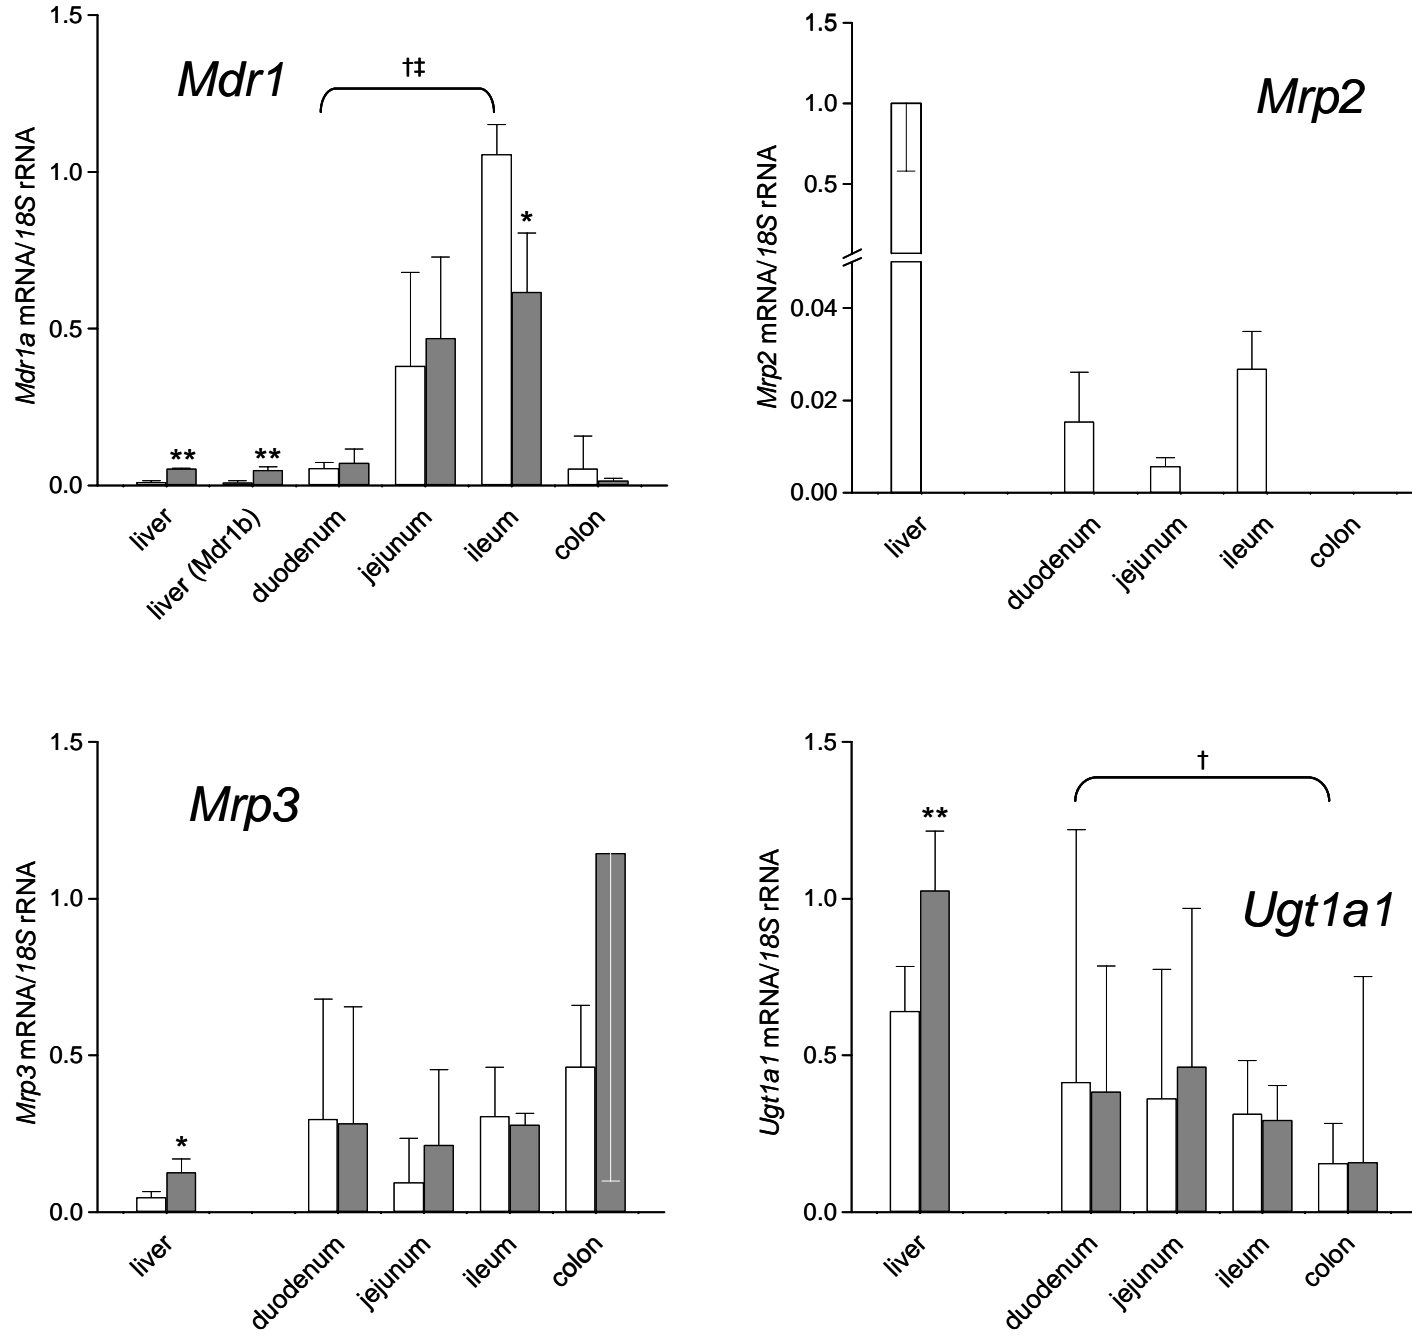 Mdr1
†‡
Mdr1a mRNA/18S rRNA
1.5
1.0
0.5
0.0
**
**
*
liver
liver (Mdr1b)
duodenum
jejunum
ileum
colon
Mrp2
Mrp2 mRNA/18S rRNA
1.5
1.0
0.5
0.04
0.02
0.00
liver
duodenum
jejunum
ileum
colon
Mrp3
Mrp3 mRNA/18S rRNA
1.5
1.0
0.5
0.0
*
liver
duodenum
jejunum
ileum
colon
Ugt1a1
†
Ugt1a1 mRNA/18S rRNA
1.5
1.0
0.5
0.0
**
liver
duodenum
jejunum
ileum
colon